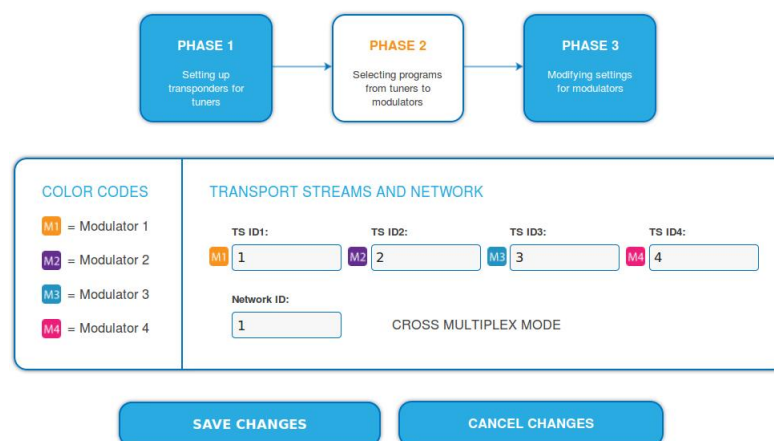 PHASE 1
Setting up
transponders for
tuners
PHASE 2
Selecting programs
from tuners to
modulators
PHASE 3
Modifying settings
for modulators
COLOR CODES
M1 = Modulator 1
M2 = Modulator 2
M3 = Modulator 3
M4 = Modulator 4
TRANSPORT STREAMS AND NETWORK
TS ID1: TS ID2: TS ID3: TS ID4:
M1 1 M2 2 M3 3 M4 4
Network ID:
1 CROSS MULTIPLEX MODE
SAVE CHANGES CANCEL CHANGES